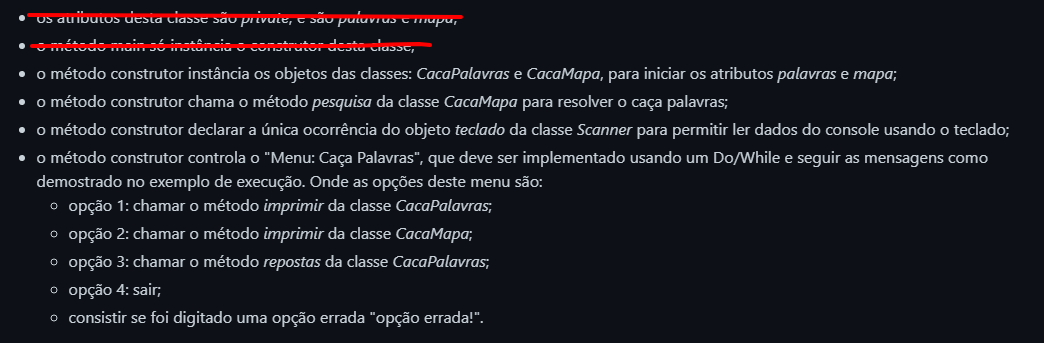 os atributos desta classe são private, e são palavras e mapa;
o método main só instância o construtor desta classe;
o método construtor instância os objetos das classes: CacaPalavras e CacaMapa, para iniciar os atributos palavras e mapa;
o método construtor chama o método pesquisa da classe CacaMapa para resolver o caça palavras;
o método construtor declarar a única ocorrência do objeto teclado da classe Scanner para permitir ler dados do console usando o teclado;
o método construtor controla o "Menu: Caça Palavras", que deve ser implementado usando um Do/While e seguir as mensagens como
demostrado no exemplo de execução. Onde as opções deste menu são:
opção 1: chamar o método imprimir da classe CacaPalavras;
opção 2: chamar o método imprimir da classe CacaMapa;
opção 3: chamar o método repostas da classe CacaPalavras;
opção 4: sair;
consistir se foi digitado uma opção errada "opção errada!".